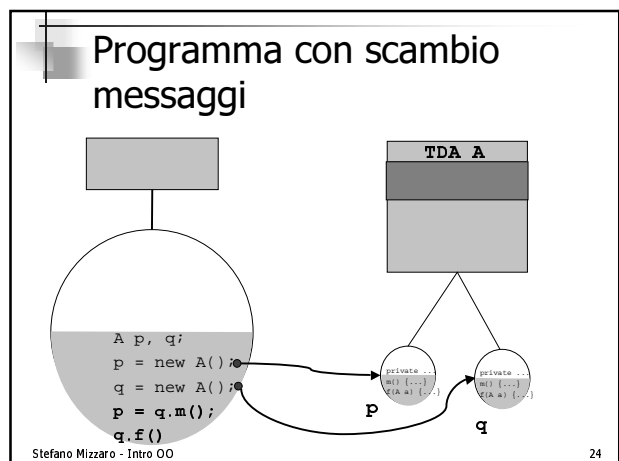 Programma con scambio
messaggi
TDA A
A p, q;
p = new A();
q = new A();
p = q.m();
q.f()
private ...
m() {...}
f(A a) {...}
p
private ...
m() {...}
f(A a) {...}
q
Stefano Mizzaro - Intro OO
24